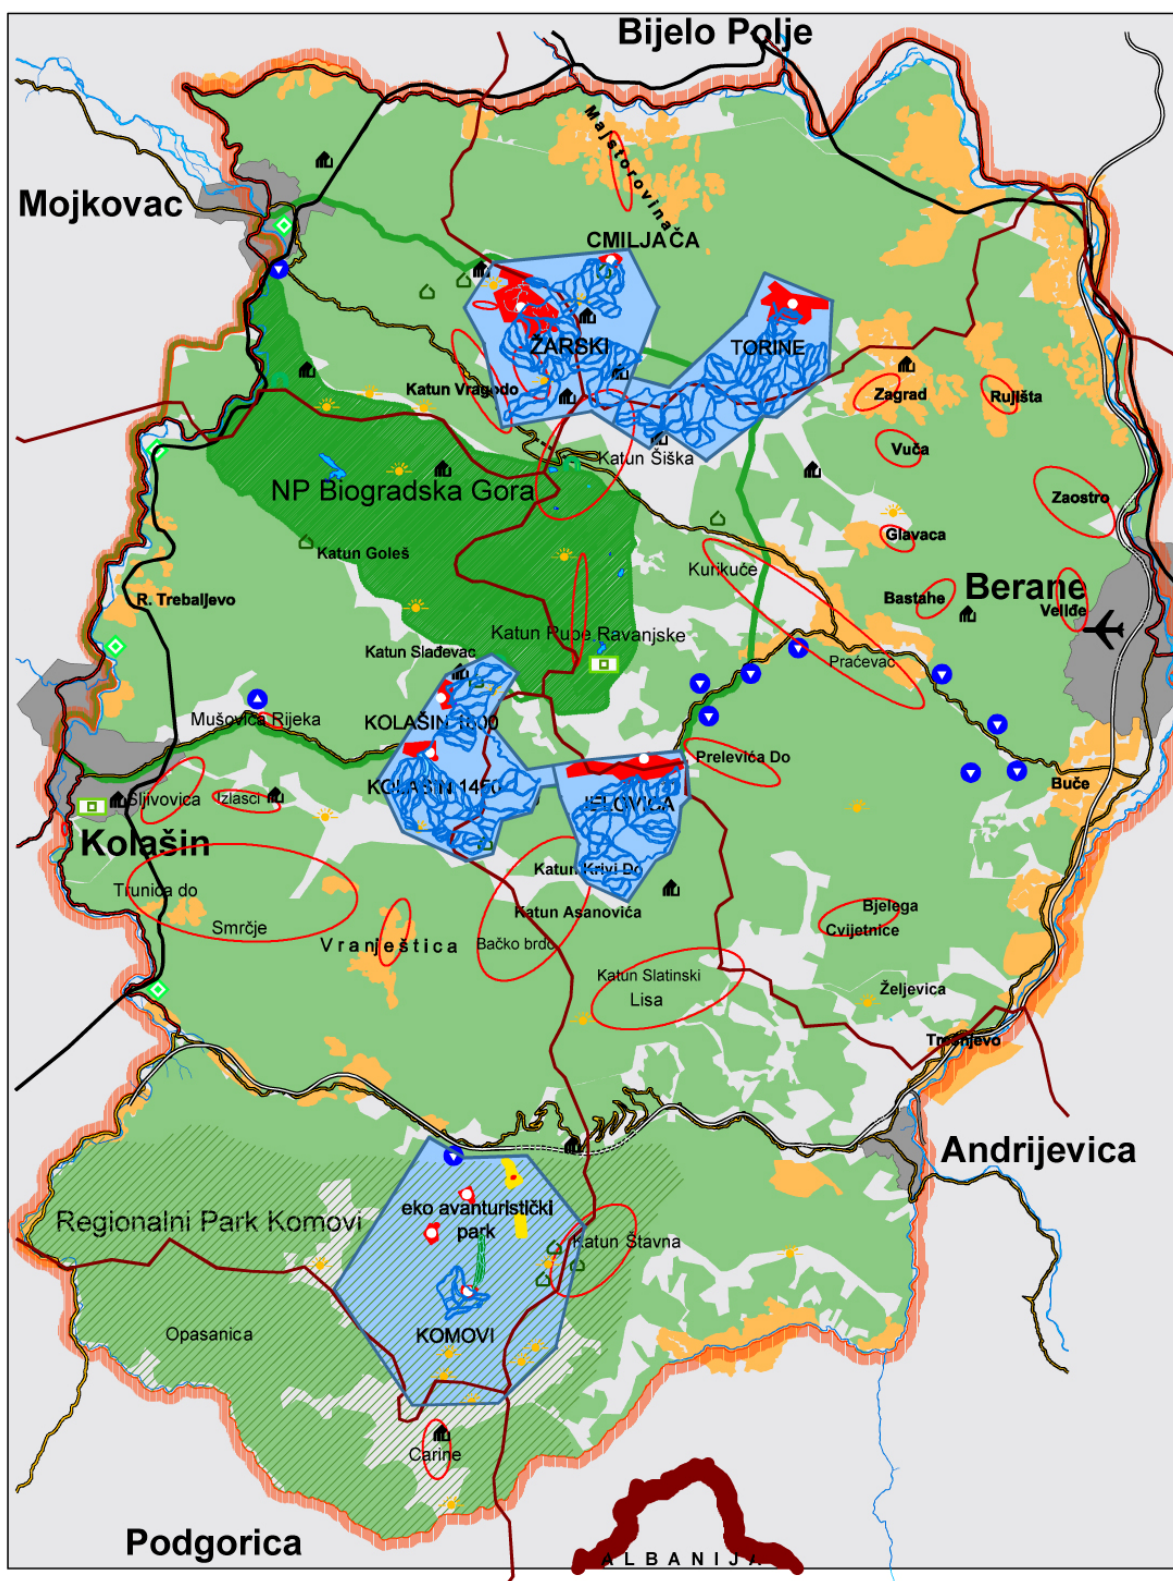 Bijelo Polje
Majstorovina
Mojkovac
CMILJAČA
ŽARSKI
TORINE
Katun Vragodo
Zagrad
Rujišta
Katun Šiška
Vuča
NP Biogradska Gora
Zaostro
Glavaca
Katun Goleš
Kurikuče
Berane
R. Trebaljevo
Bastahe
Veliđe
Katun Pupe.Ravanjske
Katun Slađevac
Praćevac
Mušovića Rijeka
KOLAŠIN 1600
Prelevića Do
KOLAŠIN 1450
JELOVICA
Buče
Šljivovica
Izlasci
Kolašin
Katun Krivi Do
Trunica do
Katun Asanovića
Bjelega
Cvijetnice
Smrčje
Vranještica
Bačko brdo
Katun Slatinski
Lisa
Željevica
Trešnjevo
Andrijevica
eko avanturistički
park
Regionalni Park Komovi
Katun Štavna
Opasanica
KOMOVI
Carine
Podgorica
ALBANIJA